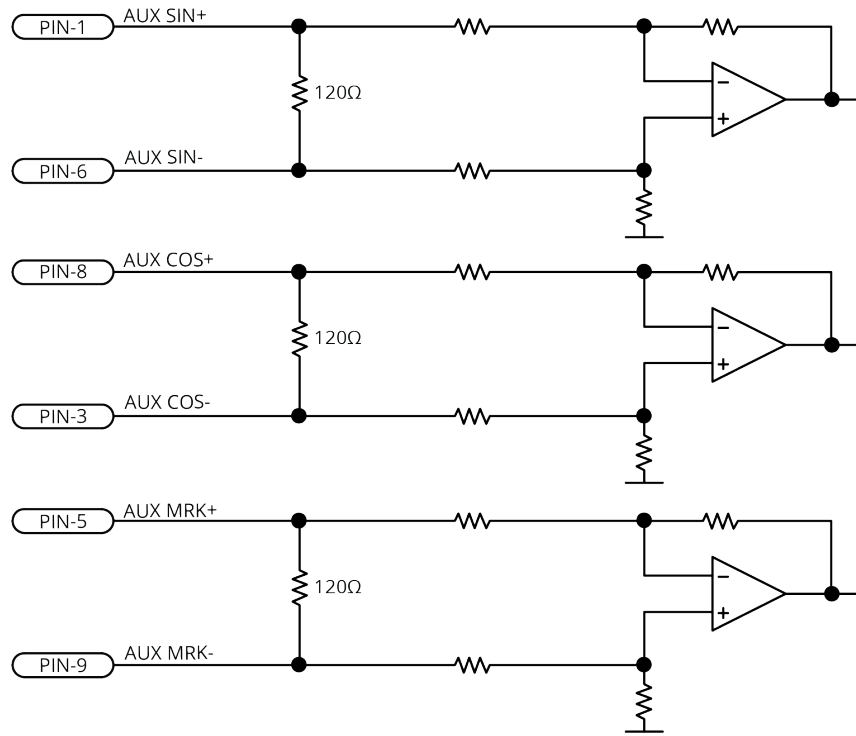 PIN-1 AUX SIN+
120Ω
PIN-6 AUX SIN-
PIN-8 AUX COS+
120Ω
PIN-3 AUX COS-
PIN-5 AUX MRK+
120Ω
PIN-9 AUX MRK-